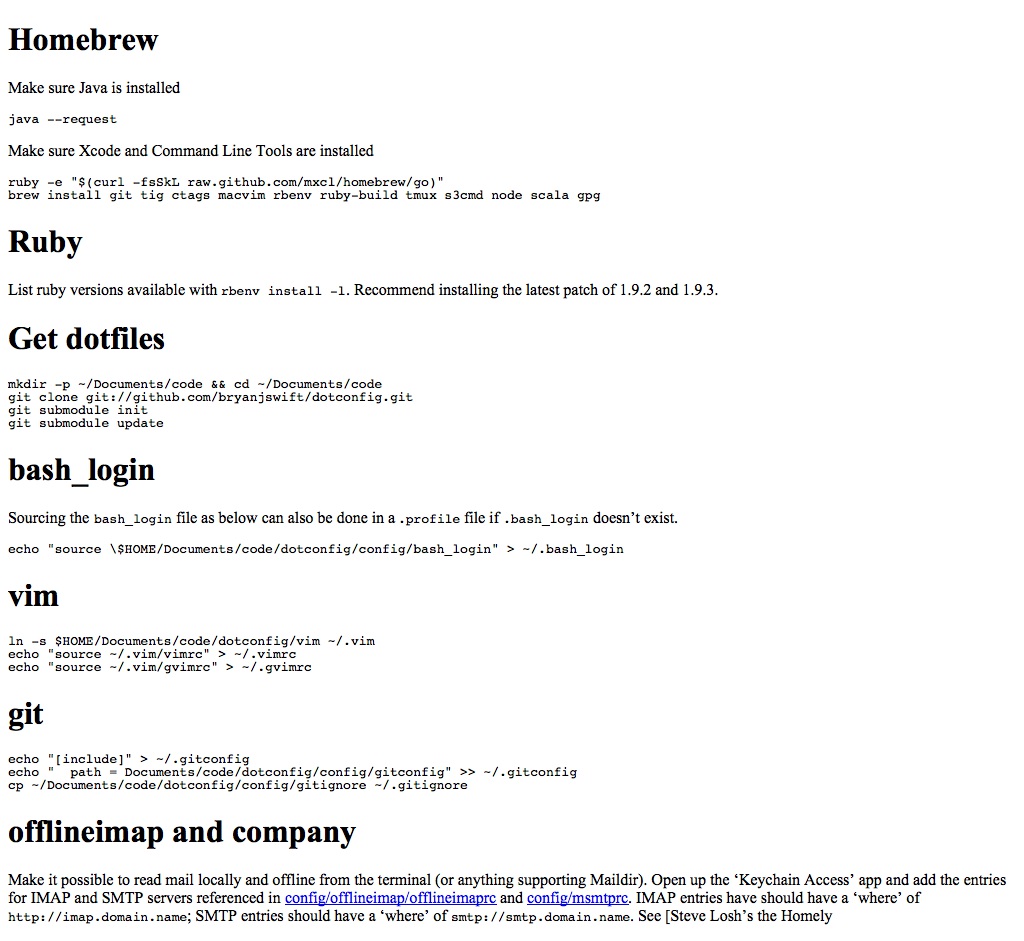 Homebrew
Make sure Java is installed
java --request
Make sure Xcode and Command Line Tools are installed
ruby -e "$(curl -fsSkL raw.github.com/mxcl/homebrew/go)"
brew install git tig ctags macvim rbenv ruby-build tmux s3cmd node scala gpg
Ruby
List ruby versions available with rbenv install -l. Recommend installing the latest patch of 1.9.2 and 1.9.3.
Get dotfiles
mkdir -p ~/Documents/code && cd ~/Documents/code
git clone git://github.com/bryanjswift/dotconfig.git
git submodule init
git submodule update
bash_login
Sourcing the bash_login file as below can also be done in a .profile file if .bash_login doesn’t exist.
echo "source \$HOME/Documents/code/dotconfig/config/bash_login" > ~/.bash_login
vim
ln -s $HOME/Documents/code/dotconfig/vim ~/.vim
echo "source ~/.vim/vimrc" > ~/.vimrc
echo "source ~/.vim/gvimrc" > ~/.gvimrc
git
echo "[include]" > ~/.gitconfig
echo "  path = Documents/code/dotconfig/config/gitconfig" >> ~/.gitconfig
cp ~/Documents/code/dotconfig/config/gitignore ~/.gitignore
offlineimap and company
Make it possible to read mail locally and offline from the terminal (or anything supporting Maildir). Open up the ‘Keychain Access’ app and add the entries
for IMAP and SMTP servers referenced in config/offlineimap/offlineimaprc and config/msmtprc. IMAP entries have should have a ‘where’ of
http://imap.domain.name; SMTP entries should have a ‘where’ of smtp://smtp.domain.name. See [Steve Losh’s the Homely